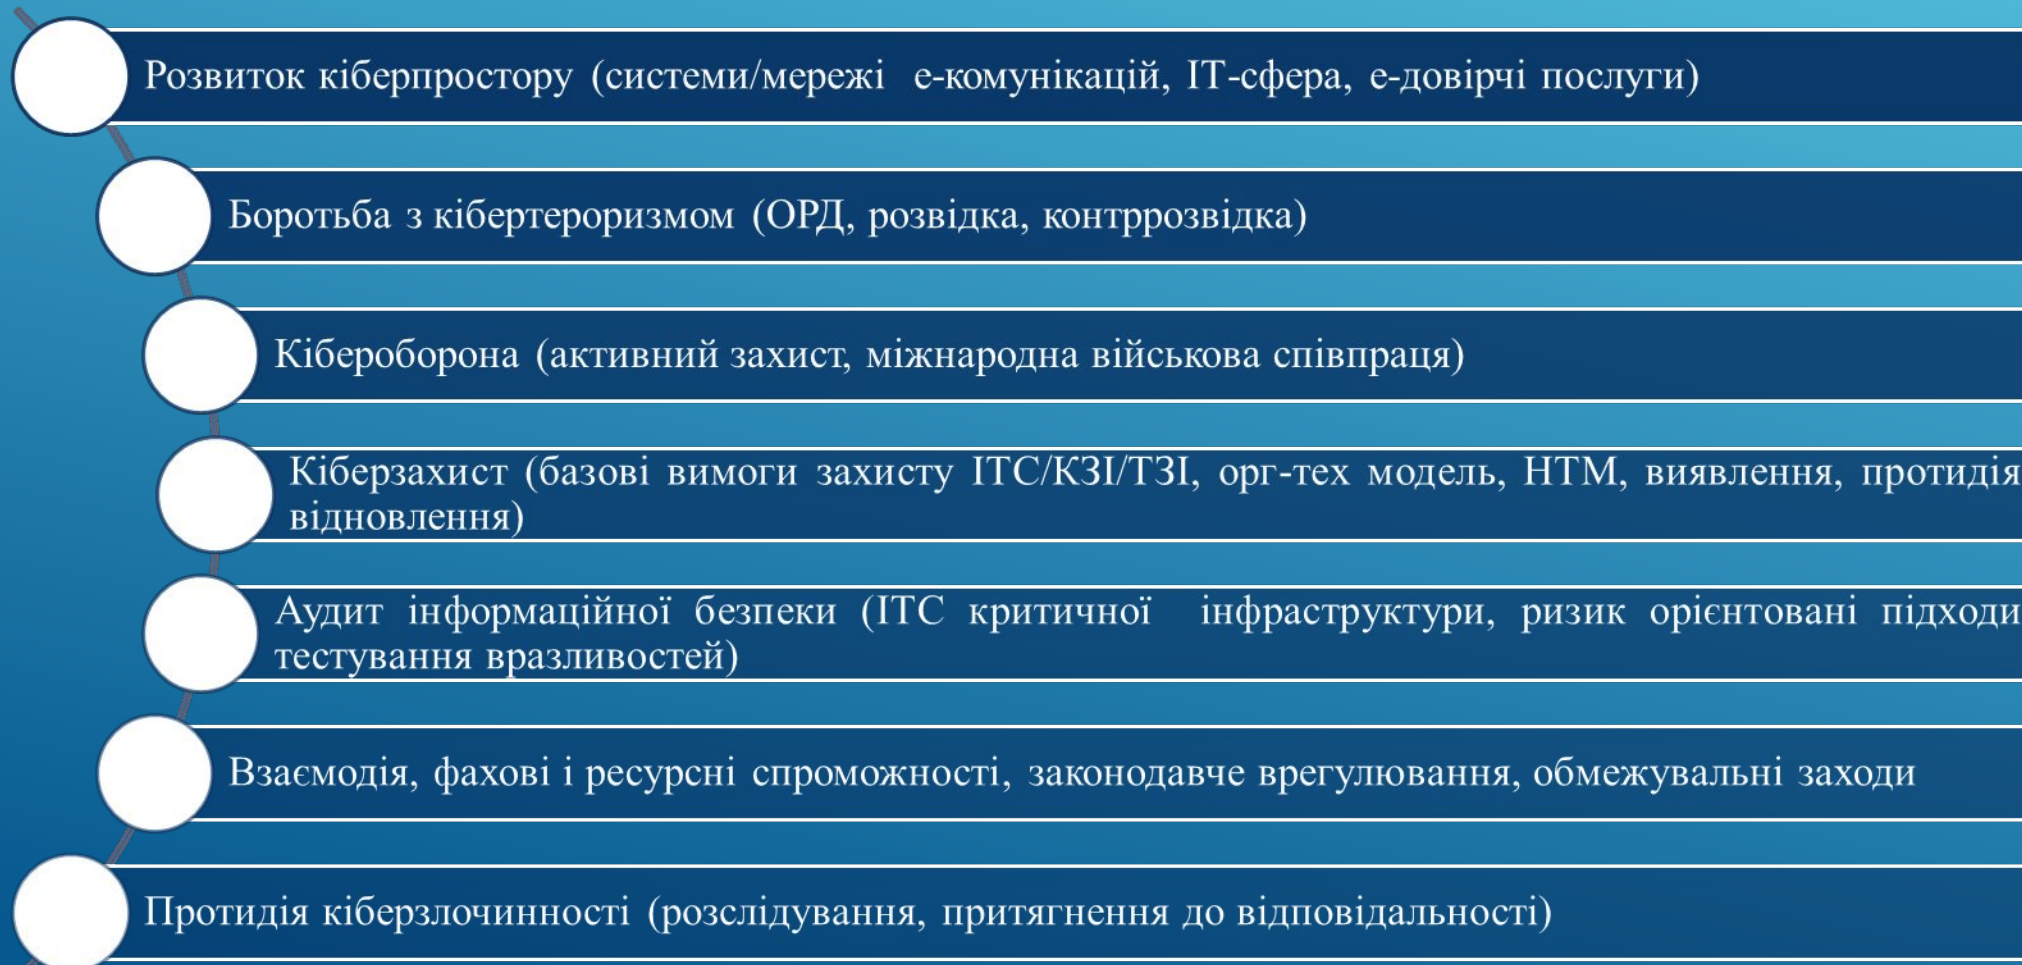 Розвиток кіберпростору (системи/мережі е-комунікацій, ІТ-сфера, е-довірчі послуги)
Боротьба з кібертероризмом (ОРД, розвідка, контррозвідка)
Кібероборона (активний захист, міжнародна військова співпраця)
Кіберзахист (базові вимоги захисту ІТС/КЗІ/ТЗІ, орг-тех модель, НТМ, виявлення, протидія
відновлення)
Аудит інформаційної безпеки (ІТС критичної інфраструктури, ризик орієнтовані підходи
тестування вразливостей)
Взаємодія, фахові і ресурсні спроможності, законодавче врегулювання, обмежувальні заходи
Протидія кіберзлочинності (розслідування, притягнення до відповідальності)